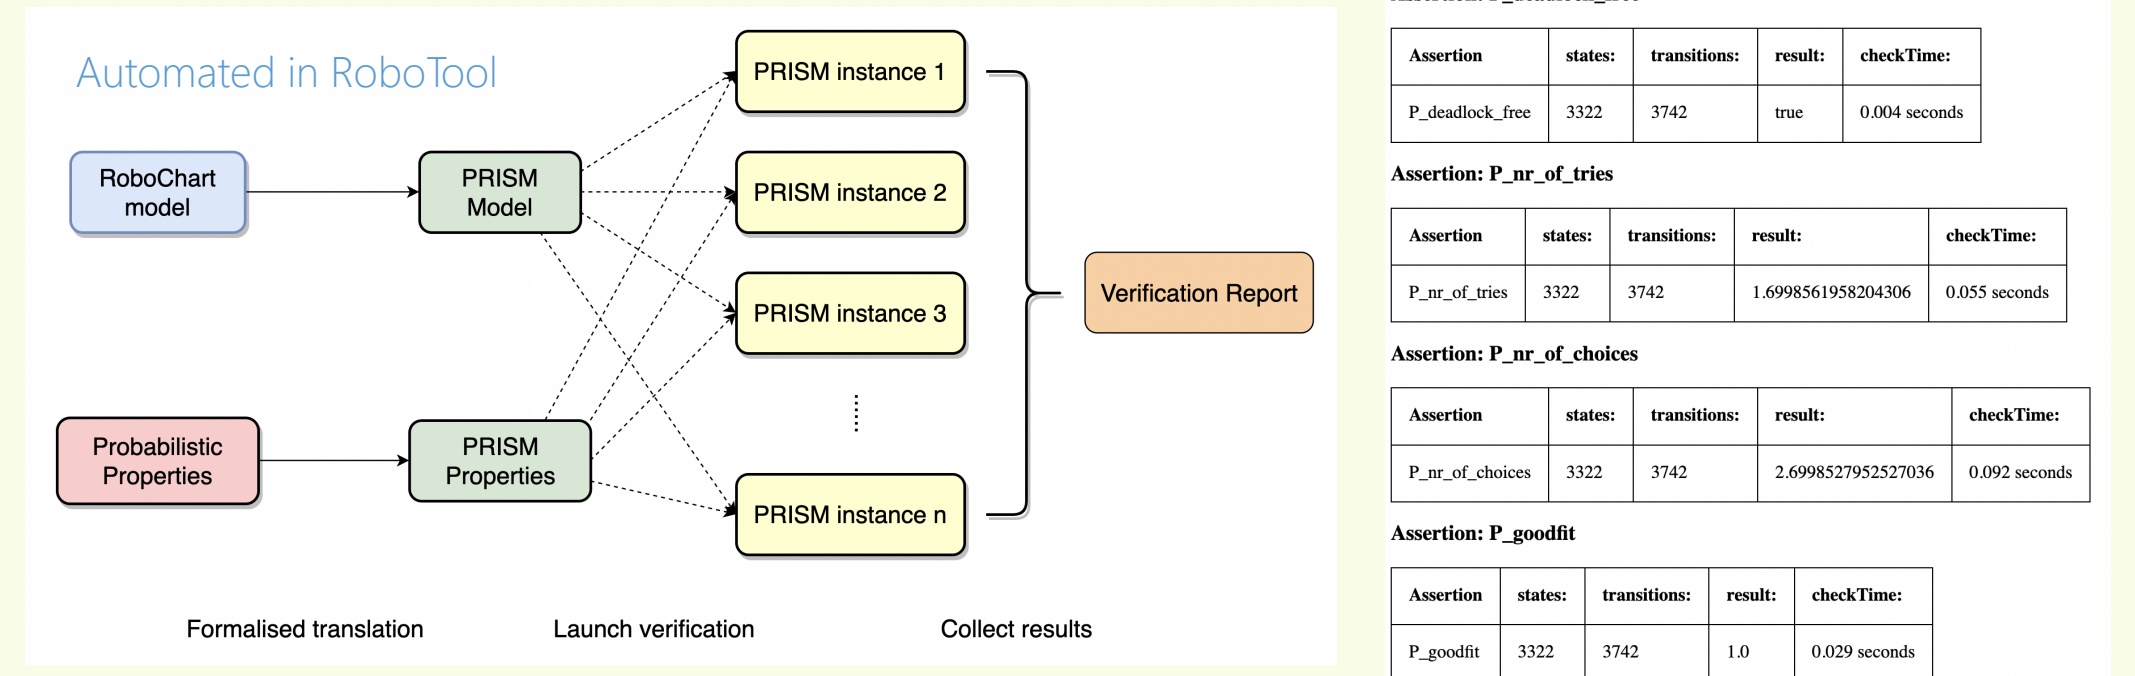 Automated in RoboTool
RoboChart
model
PRISM
Model
Probabilistic
Properties
PRISM
Properties
PRISM instance 1
PRISM instance 2
PRISM instance 3
PRISM instance n
Verification Report
Formalised translation
Launch verification
Collect results
Assertion: P_deadlock_free
Assertion states: transitions: result: checkTime:
P_deadlock_free 3322 3742 true 0.004 seconds
Assertion: P_nr_of_tries
Assertion states: transitions: result: checkTime:
P_nr_of_tries 3322 3742 1.6998561958204306 0.055 seconds
Assertion: P_nr_of_choices
Assertion states: transitions: result: checkTime:
P_nr_of_choices 3322 3742 2.6998527952527036 0.092 seconds
Assertion: P_goodfit
Assertion states: transitions: result: checkTime:
P_goodfit 3322 3742 1.0 0.029 seconds